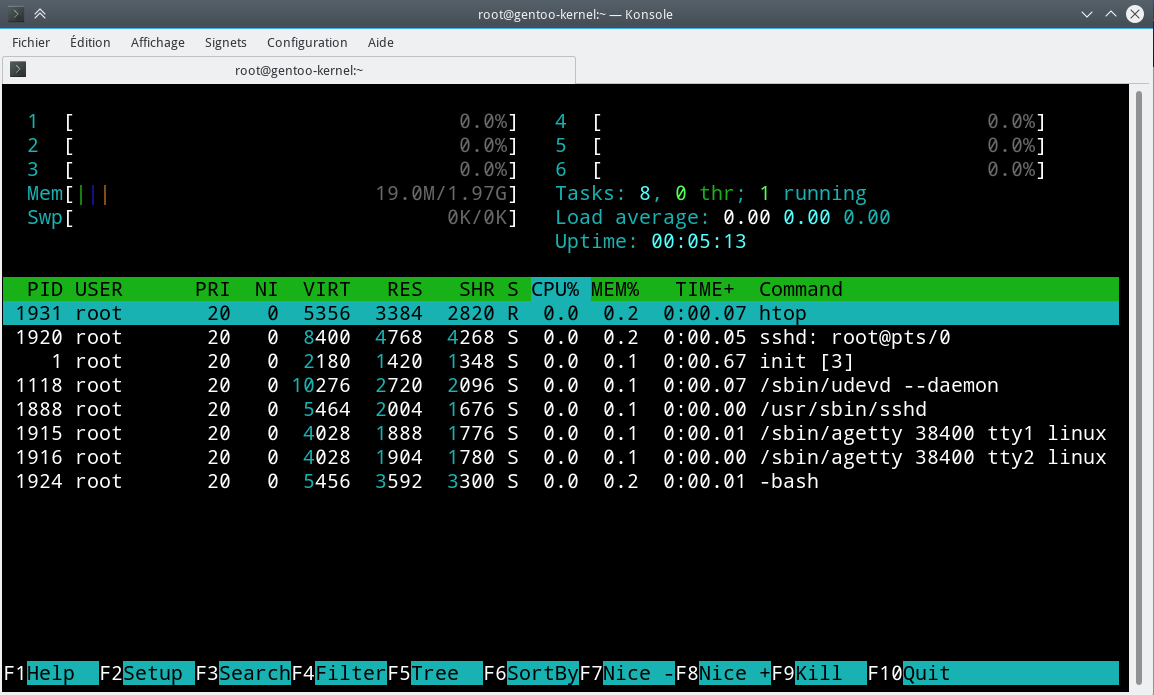 root@gentoo-kernel:~ — Konsole
Fichier Édition Affichage Signets Configuration Aide
root@gentoo-kernel:~
1 [ 0.0%] 4 [ 0.0%]
2 [ 0.0%] 5 [ 0.0%]
3 [ 0.0%] 6 [ 0.0%]
Mem[||| 19.0M/1.97G] Tasks: 8, 0 thr; 1 running
Swp[ 0K/0K] Load average: 0.00 0.00 0.00
Uptime: 00:05:13
PID USER PRI NI VIRT RES SHR S CPU% MEM% TIME+ Command
1931 root 20 0 5356 3384 2820 R 0.0 0.2 0:00.07 htop
1920 root 20 0 8400 4768 4268 S 0.0 0.2 0:00.05 sshd: root@pts/0
1 root 20 0 2180 1420 1348 S 0.0 0.1 0:00.67 init [3]
1118 root 20 0 10276 2720 2096 S 0.0 0.1 0:00.07 /sbin/udevd --daemon
1888 root 20 0 5464 2004 1676 S 0.0 0.1 0:00.00 /usr/sbin/sshd
1915 root 20 0 4028 1888 1776 S 0.0 0.1 0:00.01 /sbin/agetty 38400 tty1 linux
1916 root 20 0 4028 1904 1780 S 0.0 0.1 0:00.00 /sbin/agetty 38400 tty2 linux
1924 root 20 0 5456 3592 3300 S 0.0 0.2 0:00.01 -bash
F1Help F2Setup F3SearchF4FilterF5Tree F6SortByF7Nice -F8Nice +F9Kill F10Quit